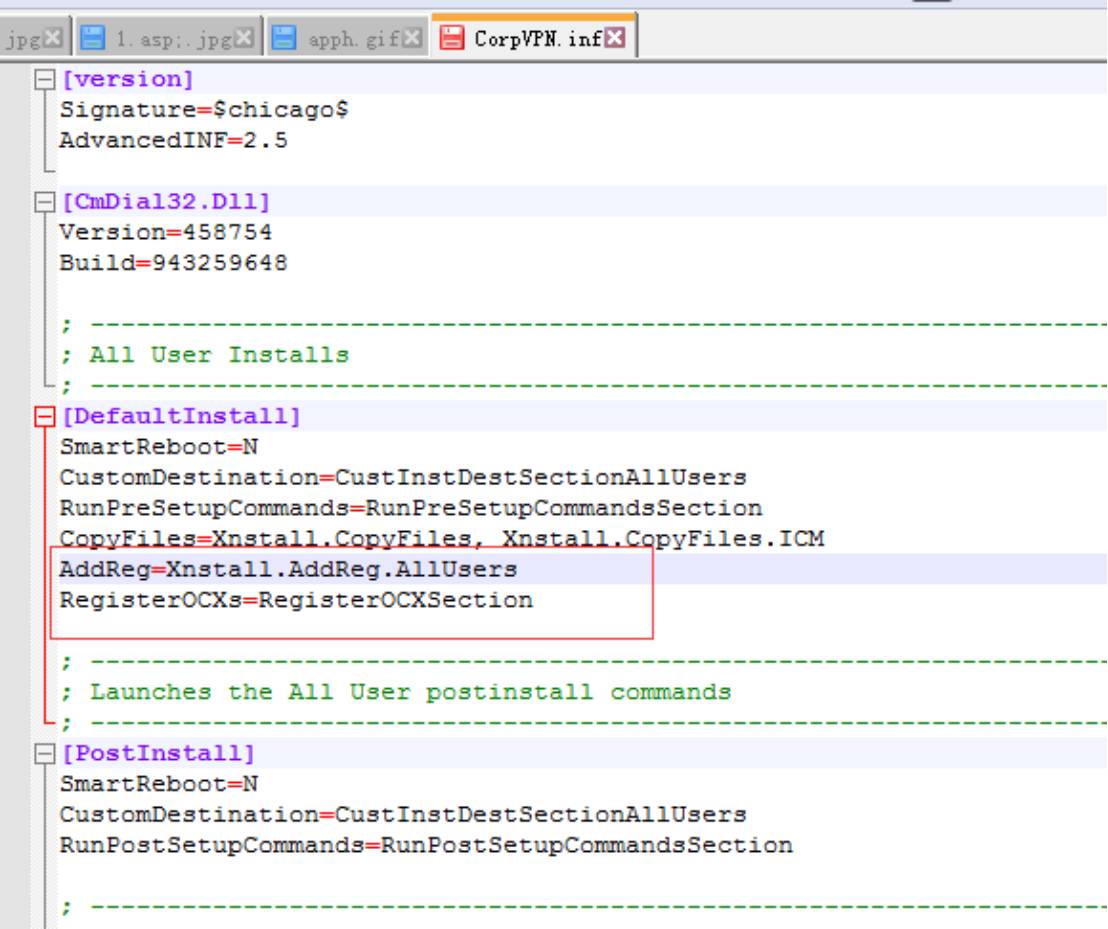 jpg 1.asp;.jpg apph.gif CorpVPN.inf
[version]
Signature=$chicago$
AdvancedINF=2.5
[CmDial32.Dll]
Version=458754
Build=943259648
; --------------------------------------------------------------------
; All User Installs
; --------------------------------------------------------------------
[DefaultInstall]
SmartReboot=N
CustomDestination=CustInstDestSectionAllUsers
RunPreSetupCommands=RunPreSetupCommandsSection
CopyFiles=Xnstall.CopyFiles, Xnstall.CopyFiles.ICM
AddReg=Xnstall.AddReg.AllUsers
RegisterOCXs=RegisterOCXSection
; --------------------------------------------------------------------
; Launches the All User postinstall commands
; --------------------------------------------------------------------
[PostInstall]
SmartReboot=N
CustomDestination=CustInstDestSectionAllUsers
RunPostSetupCommands=RunPostSetupCommandsSection
; --------------------------------------------------------------------